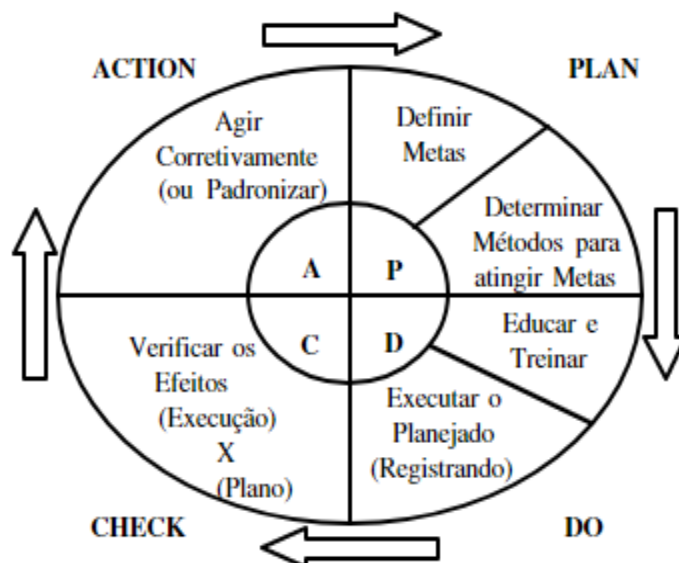 ACTION
PLAN
Agir
Corretivamente
(ou Padronizar)
Definir
Metas
Determinar
Métodos para
atingir Metas
A
P
C
D
Educar e
Treinar
Verificar os
Efeitos
(Execução)
X
(Plano)
Executar o
Planejado
(Registrando)
CHECK
DO